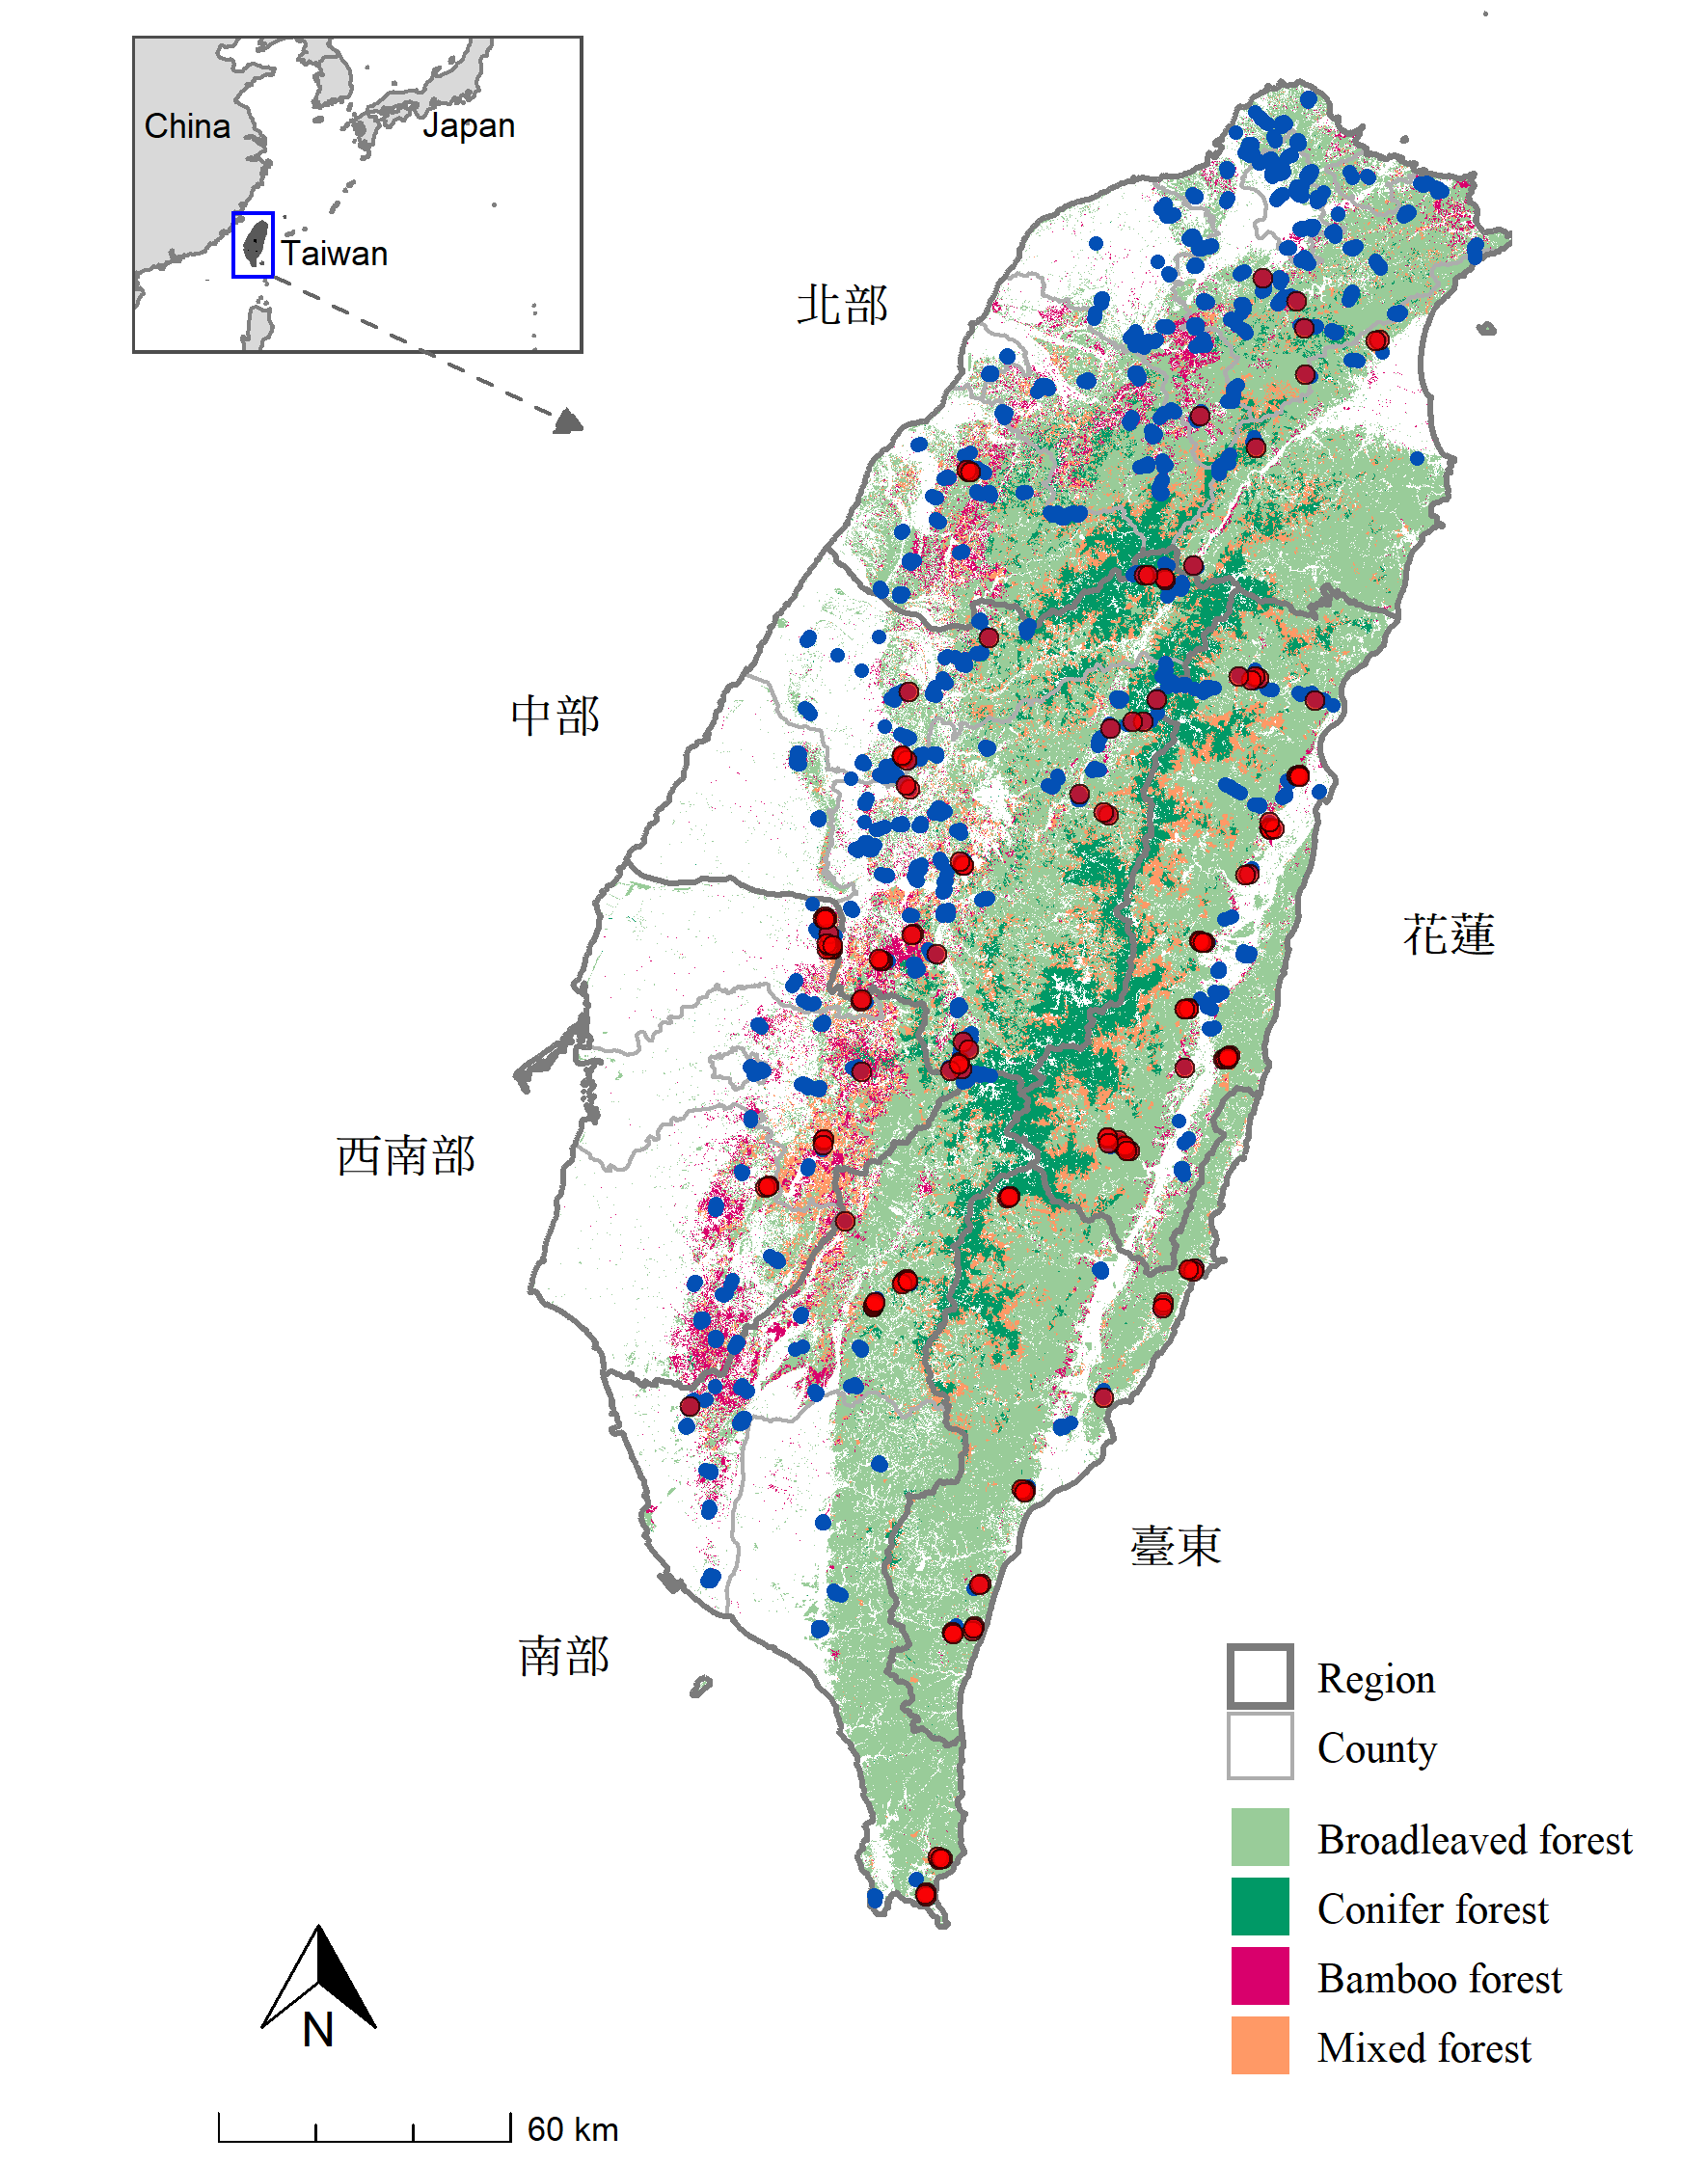 China
Japan
Taiwan
北部
中部
花蓮
西南部
臺東
南部
Region
County
Broadleaved forest
Conifer forest
Bamboo forest
Mixed forest
N
60 km